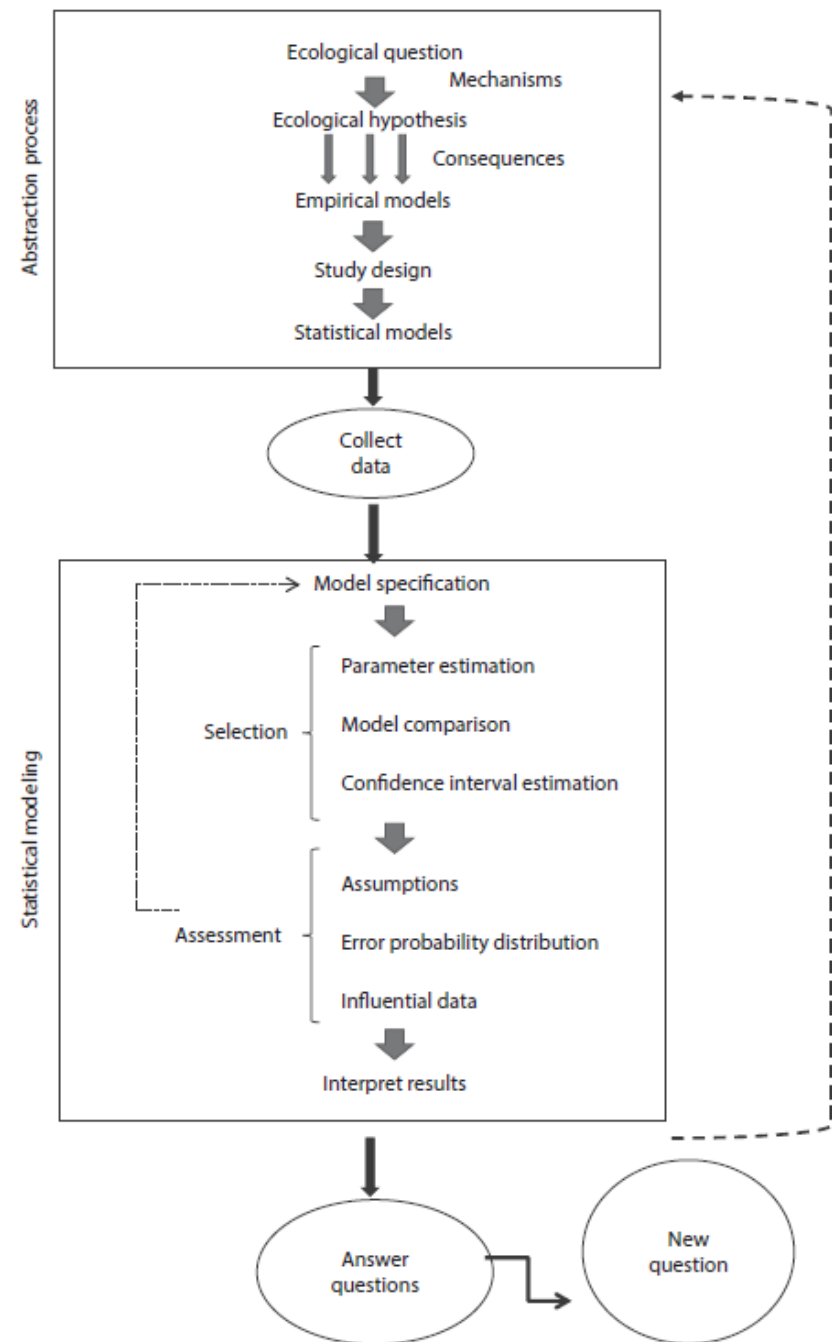 Abstraction process
Ecological question
Mechanisms
Ecological hypothesis
Consequences
Empirical models
Study design
Statistical models
Collect
data
Statistical modeling
Model specification
Parameter estimation
Selection
Model comparison
Confidence interval estimation
Assumptions
Assessment
Error probability distribution
Influential data
Interpret results
Answer
questions
New
question